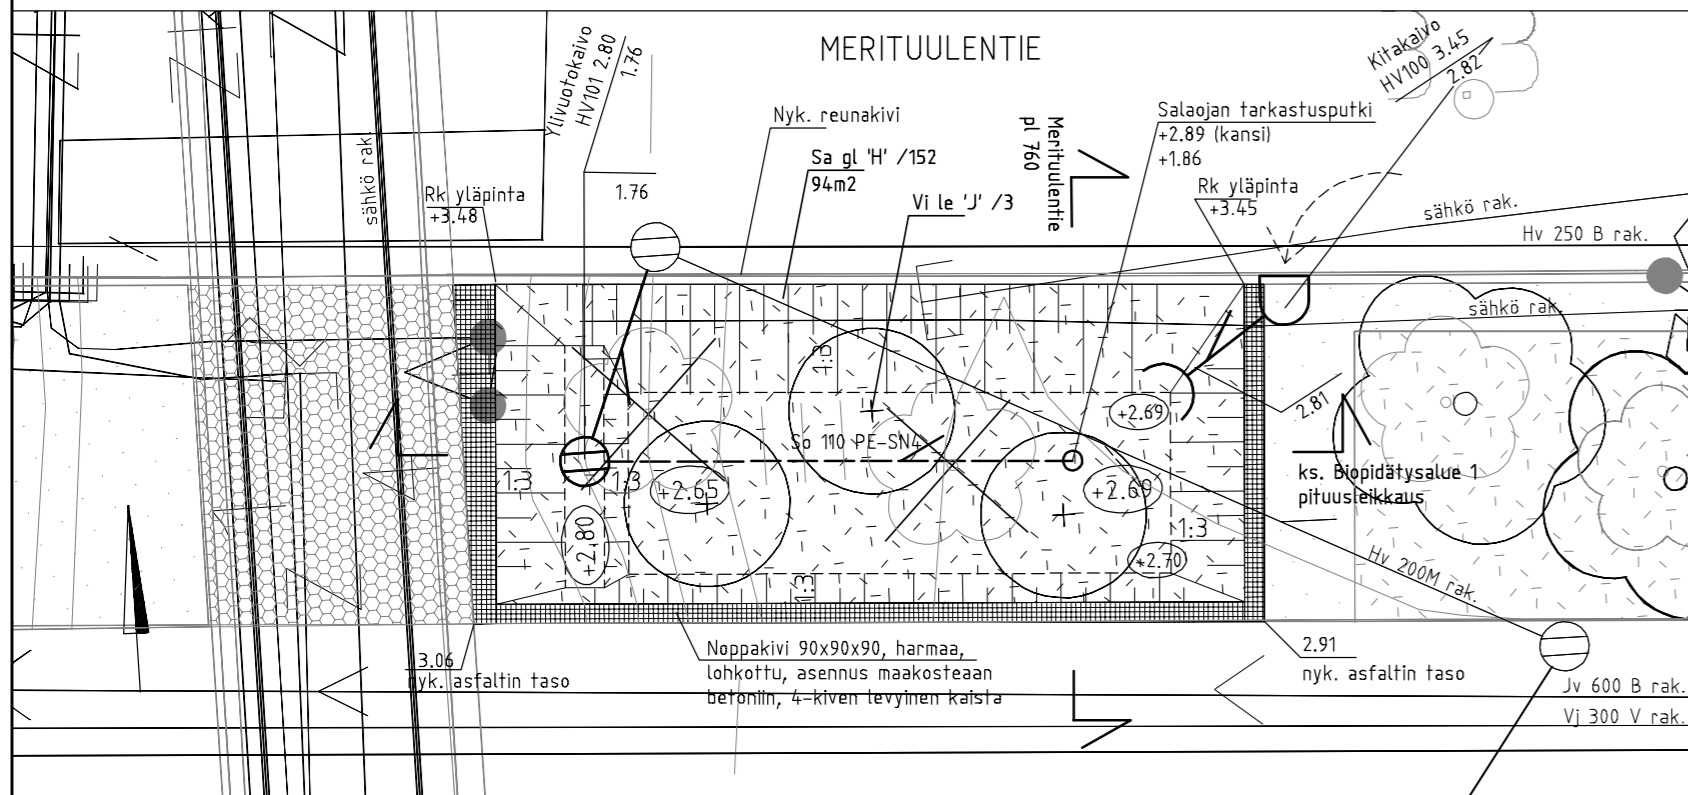 MERITUULENTIE
Ylivuotokaivo
HV101 2.80
1.76
1.76
Kitakaivo
HV100 3.45
2.82
Nyk. reunakivi
Sa gl 'H' /152
94m2
Vi le 'J' /3
Merituulentie
pl 760
Salaojan tarkastusputki
+2.89 (kansi)
+1.86
Rk yläpinta
+3.48
Rk yläpinta
+3.45
sähkö rak.
sähkö rak.
Hv 250 B rak.
sähkö rak.
1:3
+2.69
2.81
So 110 PE-SN4
1:3
1:3
+2.65
+2.69
+2.80
1:3
+2.70
1:3
ks. Biopidätysalue 1
pituusleikkaus
Hv 200M rak.
3.06
nyk. asfaltin taso
Noppakivi 90x90x90, harmaa,
lohkottu, asennus maakosteaan
betoniin, 4-kiven levyinen kaista
2.91
nyk. asfaltin taso
Jv 600 B rak.
Vj 300 V rak.